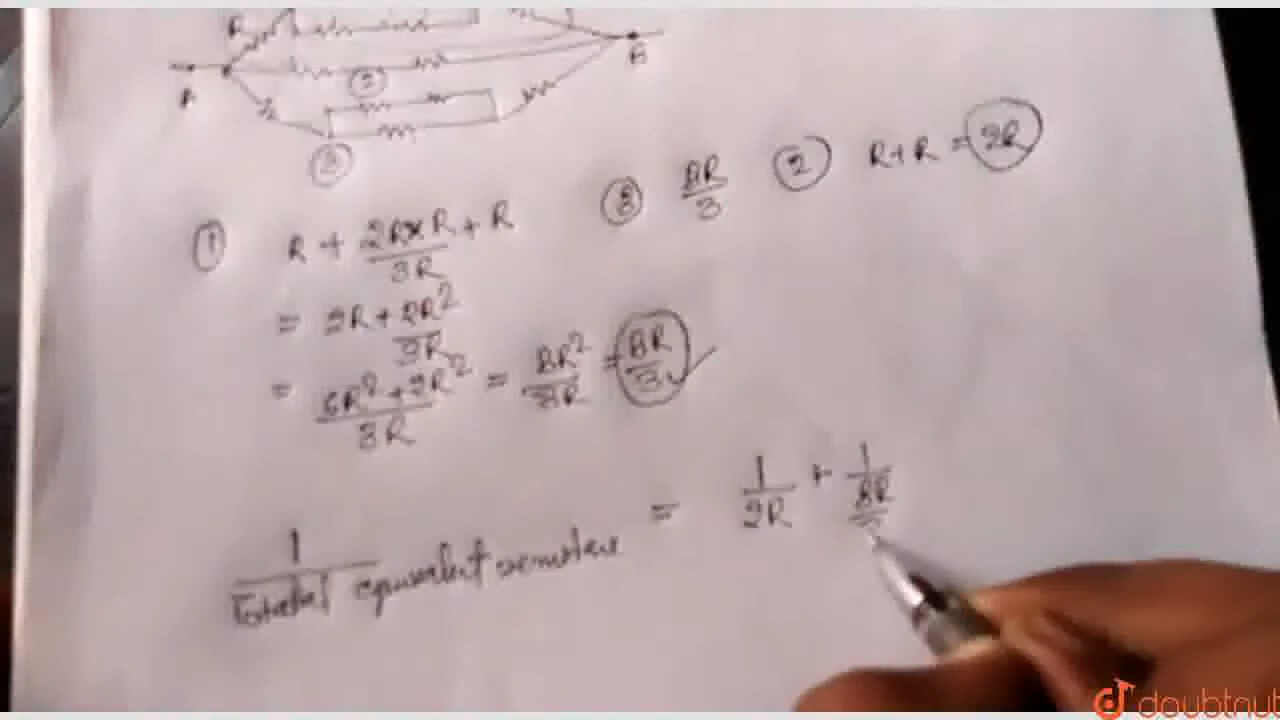 R
A
B
2
3
① R + 2R×R/3R + R ③ 8R/3 ② R+R = 2R
= 2R + 2R²/3R
= 6R²+2R²/3R = 8R²/3R = 8R/3 ✓
1/Total equivalent resistance = 1/2R + 1/8R/3
doubtnut